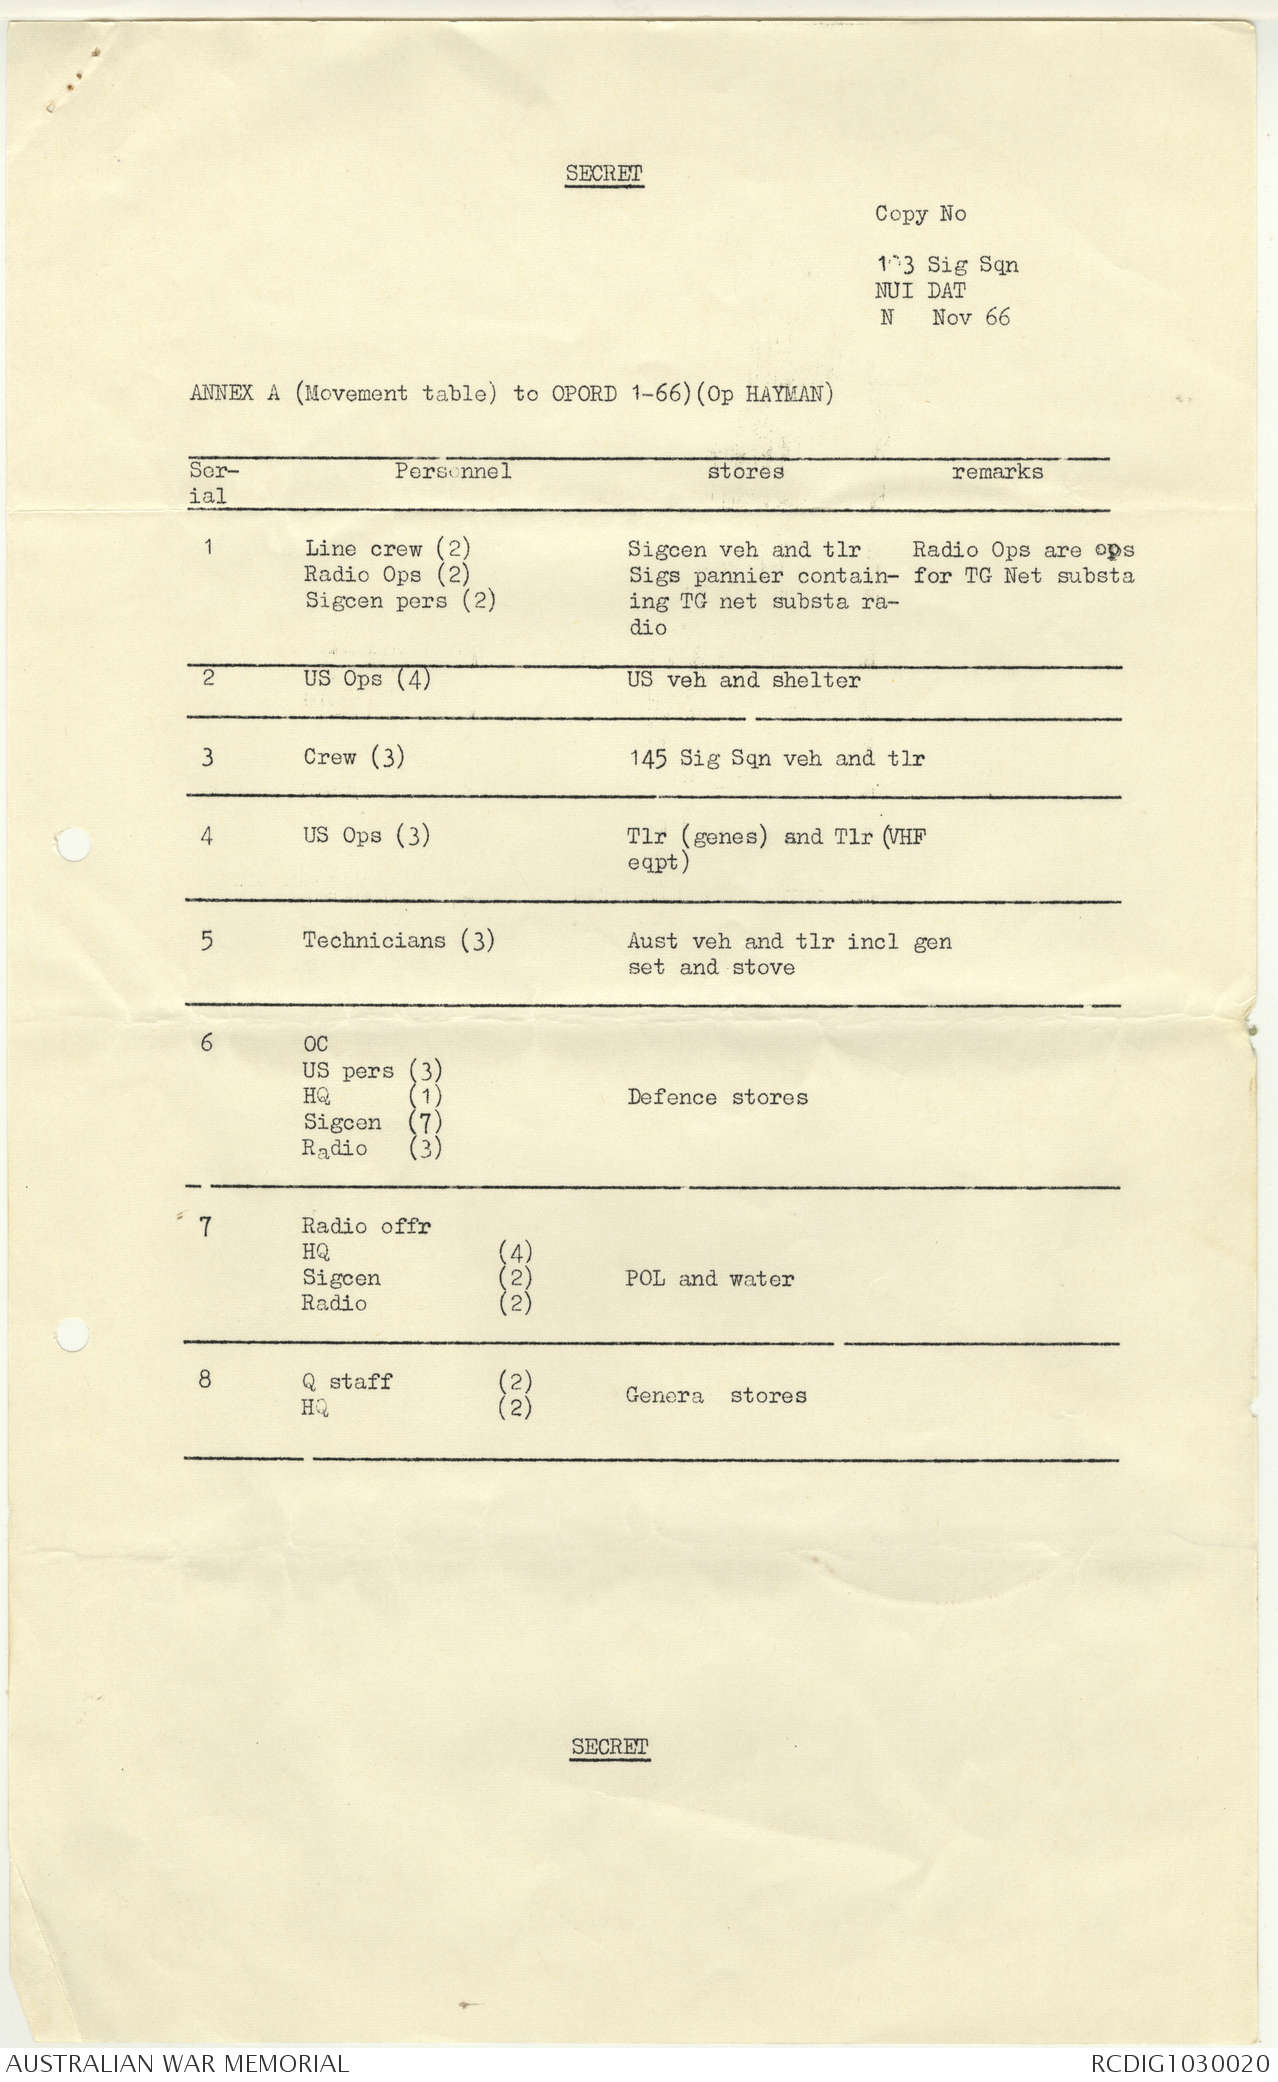 SECRET
Copy No
103 Sig Sqn
NUI DAT
N Nov 66
ANNEX A (Movement table) to OPORD 1-66)(Op HAYMAN)
Ser- Personnel stores remarks
ial
1 Line crew (2) Sigcen veh and tlr Radio Ops are ops
Radio Ops (2) Sigs pannier contain- for TG Net substa
Sigcen pers (2) ing TG net substa ra-
dio
2 US Ops (4) US veh and shelter
3 Crew (3) 145 Sig Sqn veh and tlr
4 US Ops (3) Tlr (genes) and Tlr (VHF
eqpt)
5 Technicians (3) Aust veh and tlr incl gen
set and stove
6 OC
US pers (3)
HQ (1) Defence stores
Sigcen (7)
Radio (3)
7 Radio offr
HQ (4)
Sigcen (2) POL and water
Radio (2)
8 Q staff (2) Genera stores
HQ (2)
SECRET
AUSTRALIAN WAR MEMORIAL RCDIG1030020